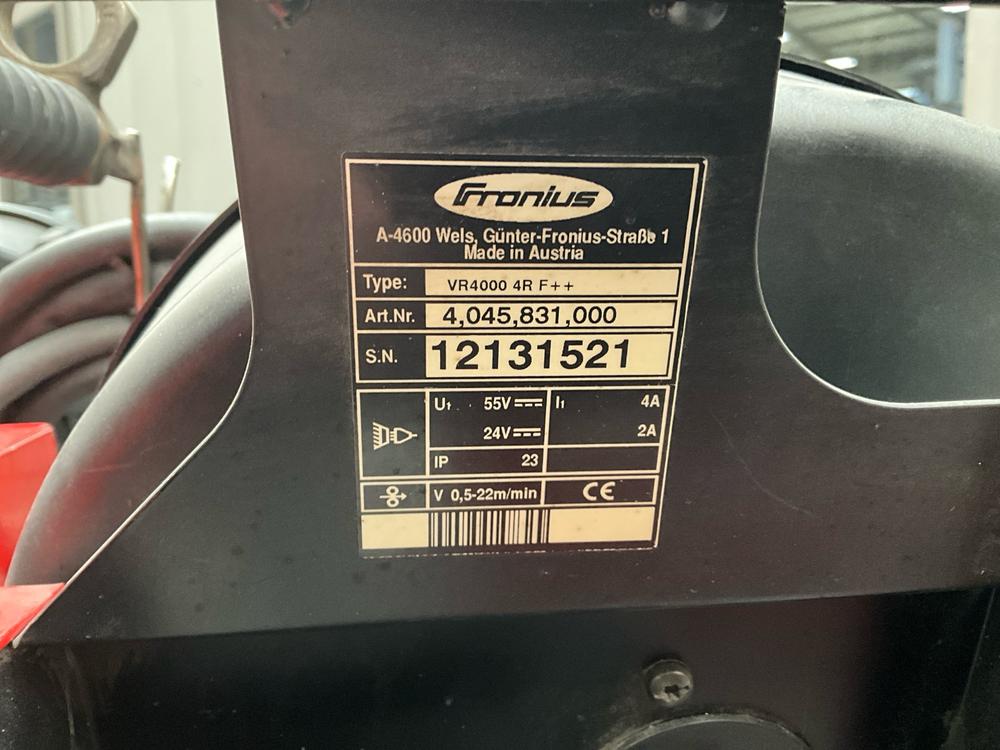 Fronius
A-4600 Wels, Günter-Fronius-Straße 1
Made in Austria
Type: VR4000 4R F++
Art.Nr. 4,045,831,000
S.N. 12131521
U1 55V I1 4A
24V 2A
IP 23
V 0,5-22m/min CE